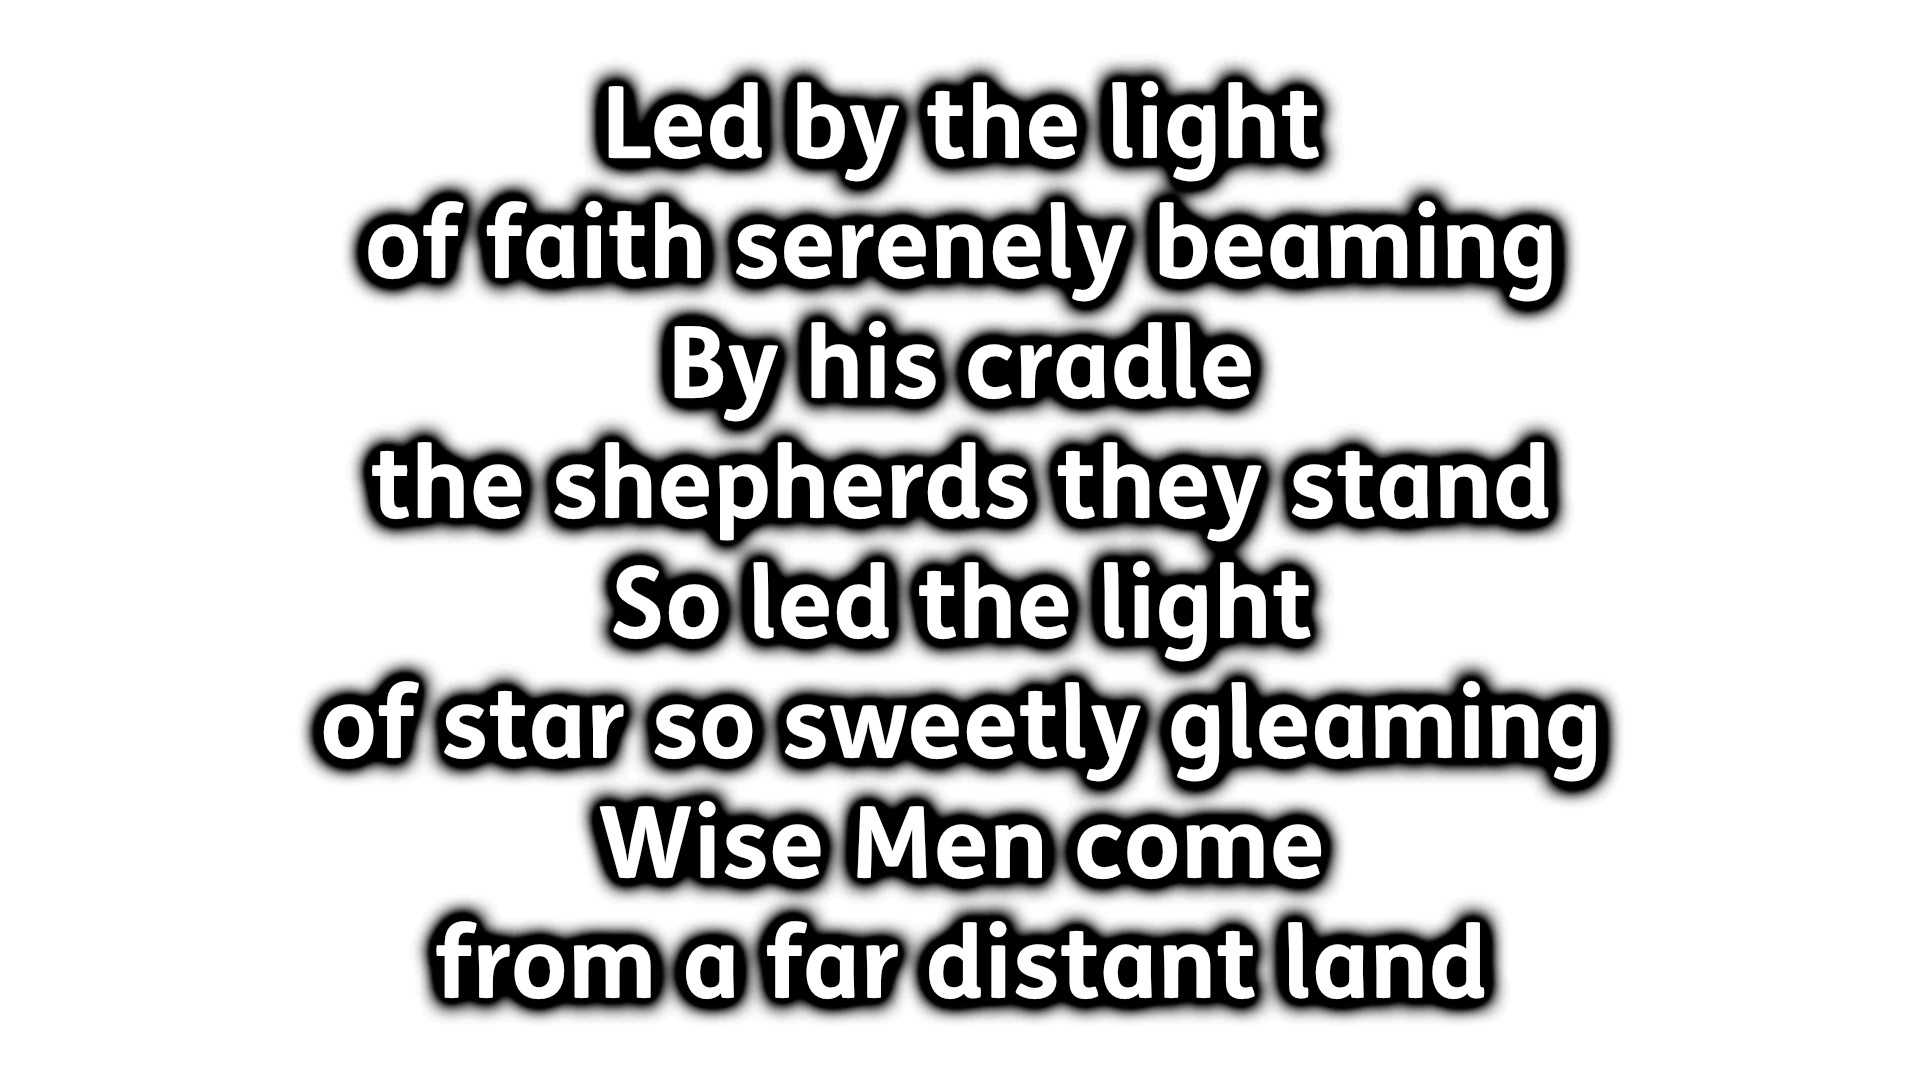 Led by the light
of faith serenely beaming
By his cradle
the shepherds they stand
So led the light
of star so sweetly gleaming
Wise Men come
from a far distant land